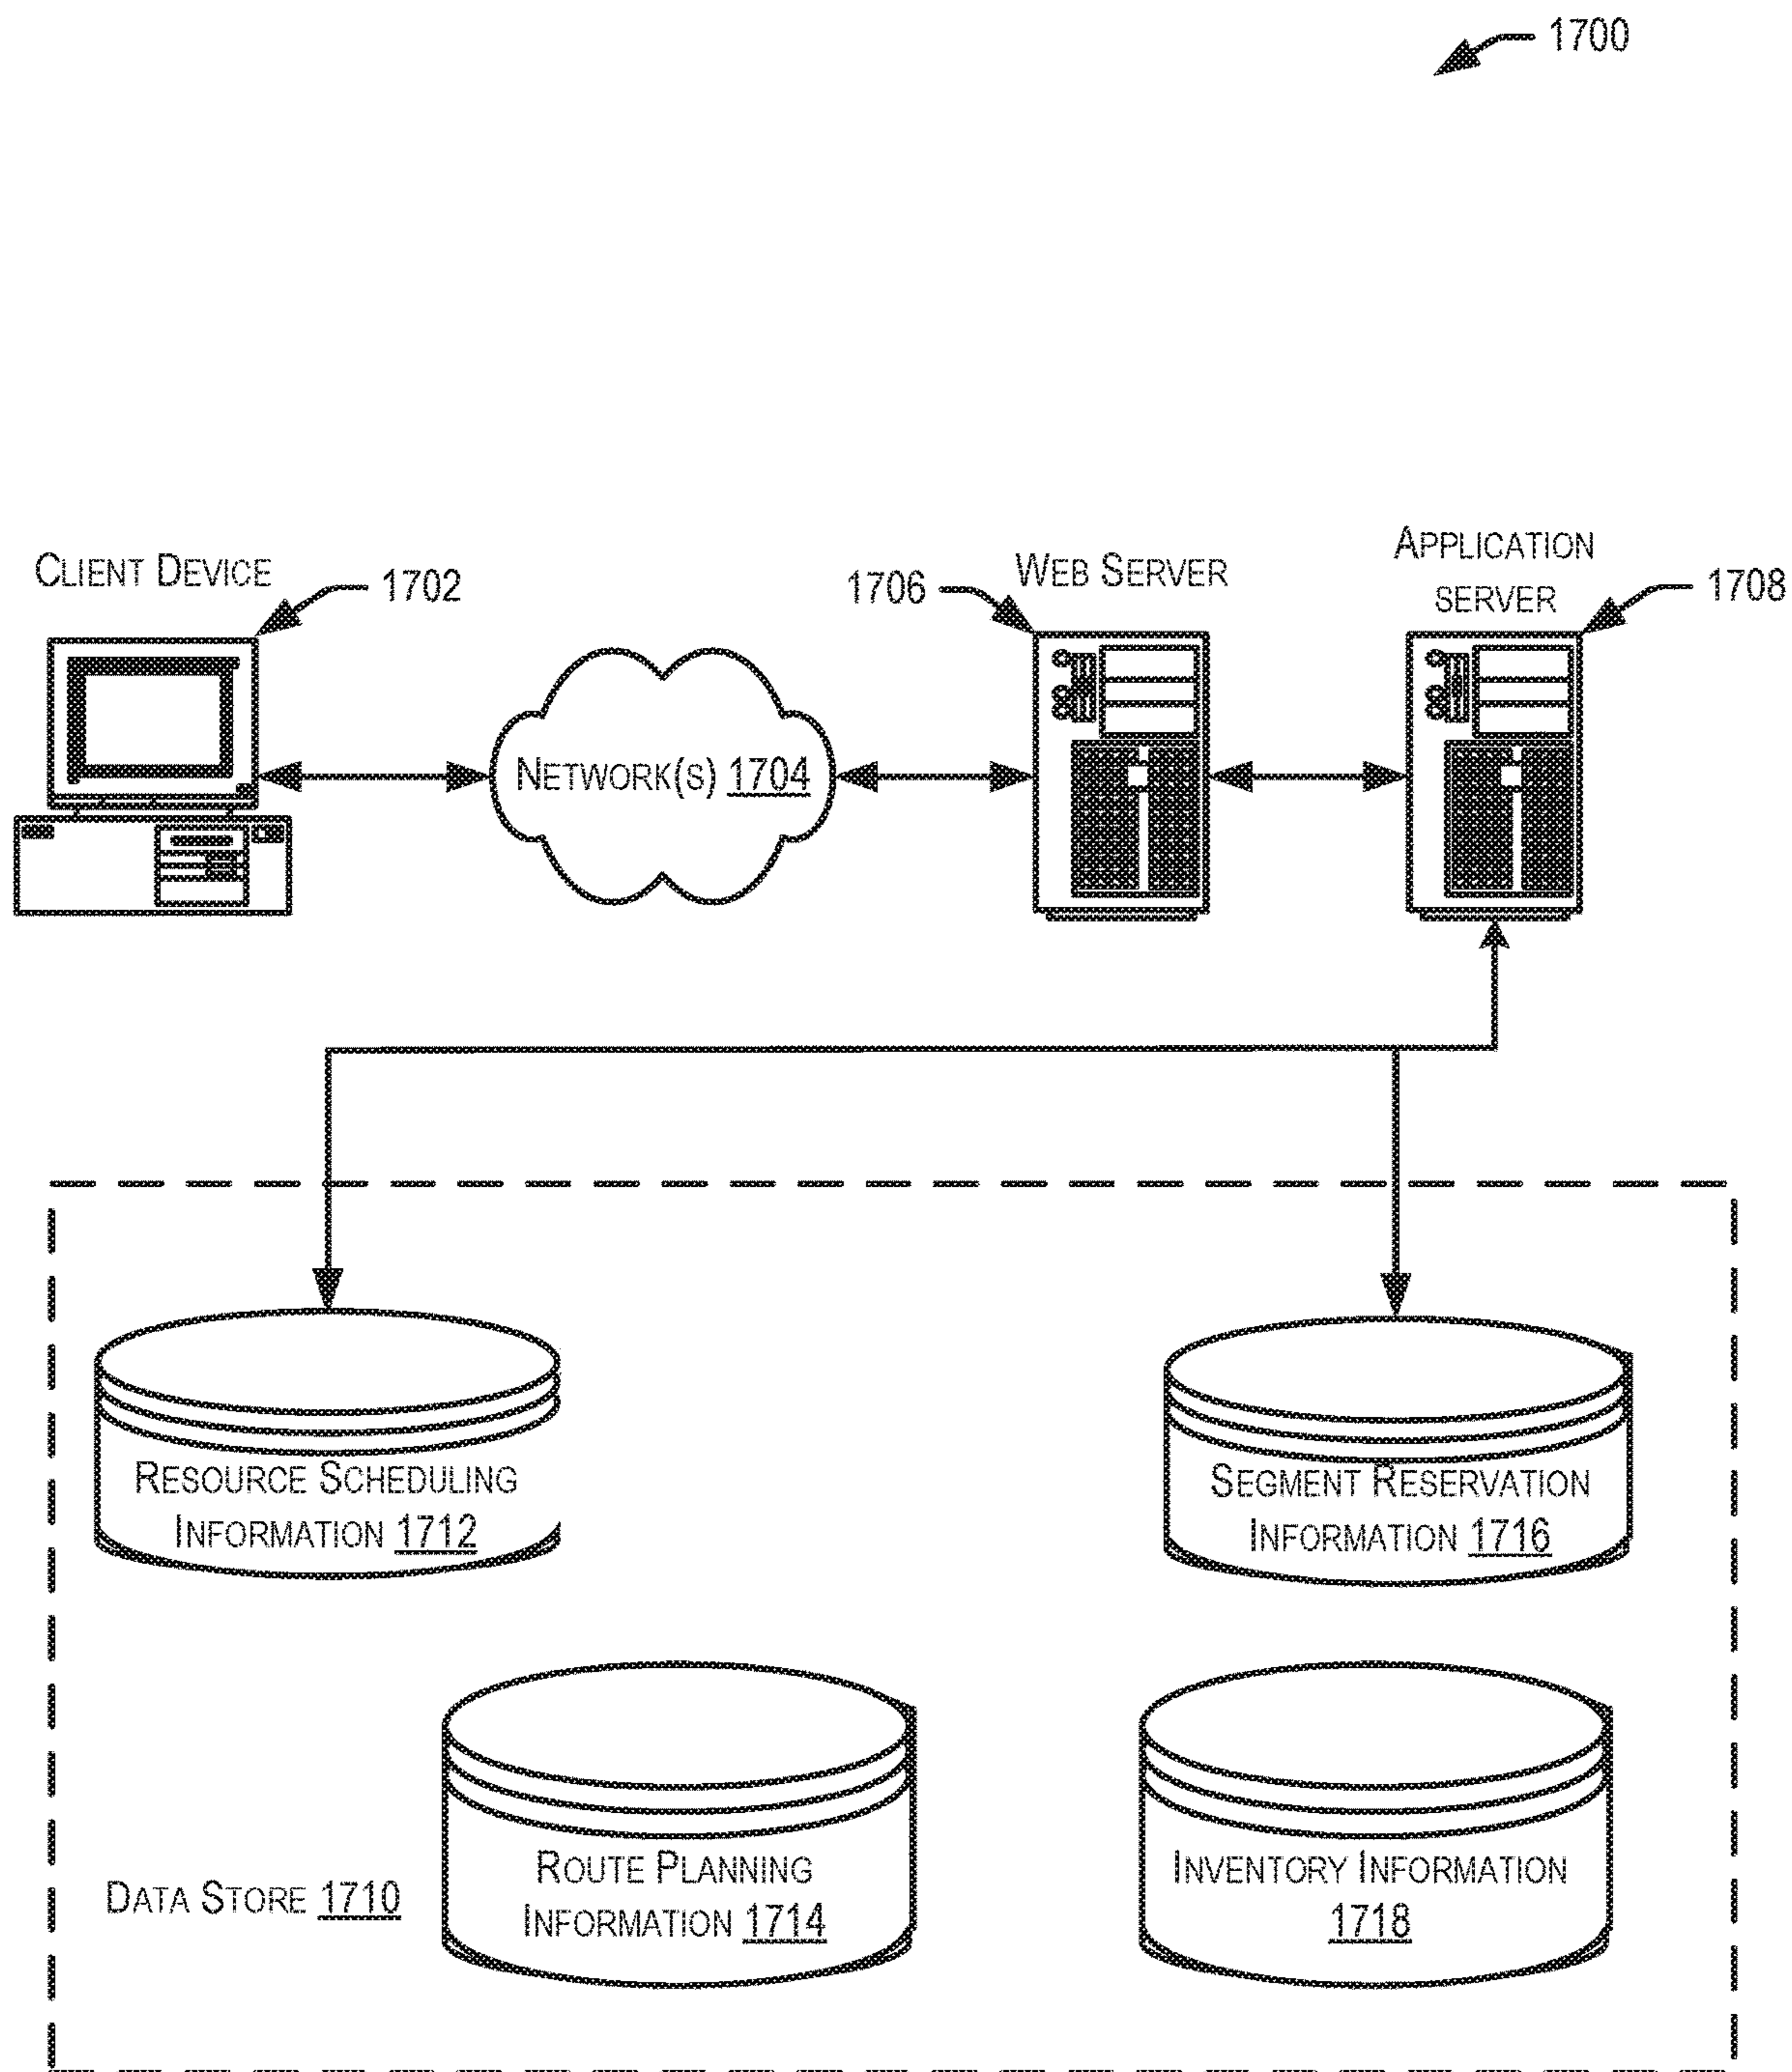 1700
CLIENT DEVICE
1702
1706
WEB SERVER
APPLICATION
SERVER
1708
NETWORK(S) 1704
RESOURCE SCHEDULING
INFORMATION 1712
SEGMENT RESERVATION
INFORMATION 1716
DATA STORE 1710
ROUTE PLANNING
INFORMATION 1714
INVENTORY INFORMATION
1718